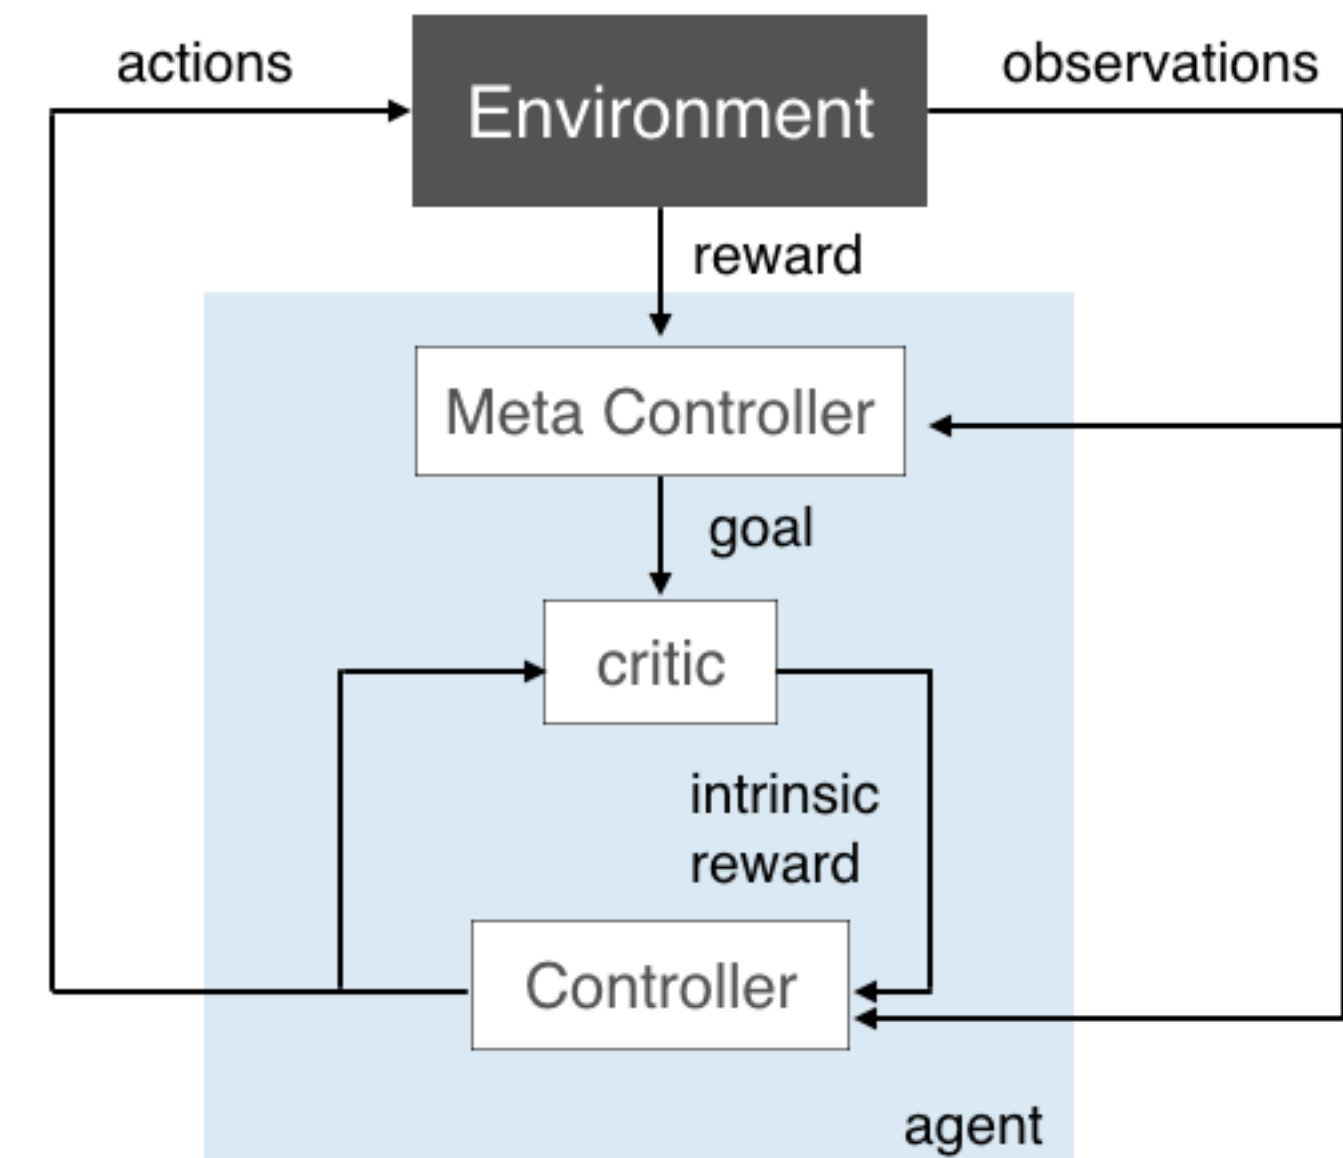 actions
Environment
observations
reward
Meta Controller
goal
critic
intrinsic
reward
Controller
agent